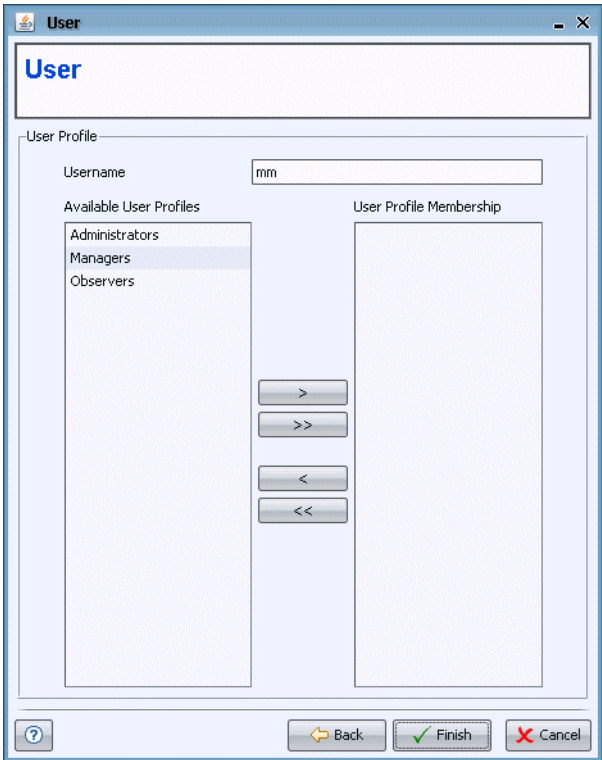 User
User
User Profile
Username
mm
Available User Profiles
User Profile Membership
Administrators
Managers
Observers
>
>>
<
<<
?
Back
Finish
Cancel